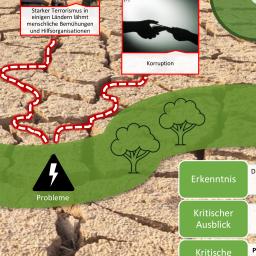 Starker Terrorismus in
einigen Ländern lähmt
menschliche Bemühungen
und Hilfsorganisationen
Korruption
Probleme
Erkenntnis
Kritischer
Ausblick
Kritische